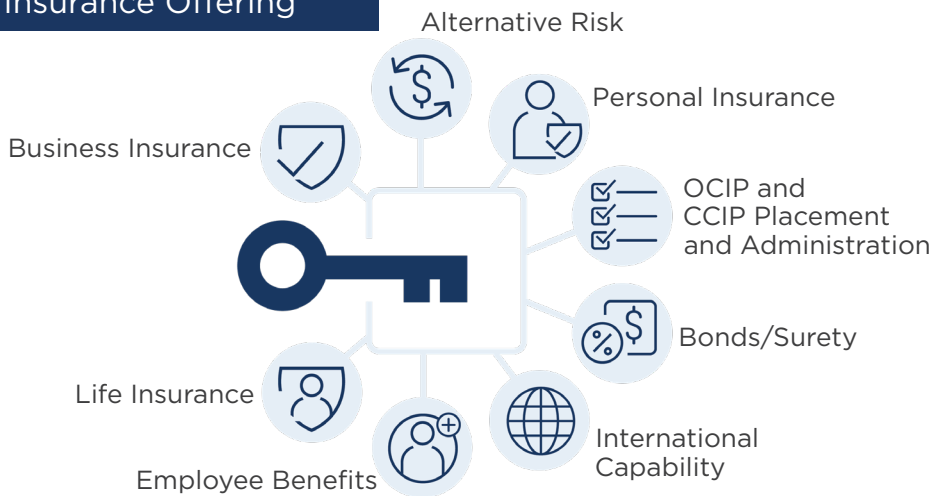 Insurance Offering
Alternative Risk
Personal Insurance
Business Insurance
OCIP and
CCIP Placement
and Administration
Bonds/Surety
Life Insurance
International
Capability
Employee Benefits